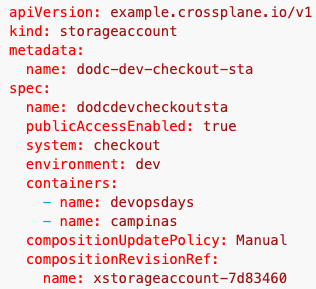 apiVersion: example.crossplane.io/v1
kind: storageaccount
metadata:
  name: dodc-dev-checkout-sta
spec:
  name: dodcdevcheckoutsta
  publicAccessEnabled: true
  system: checkout
  environment: dev
  containers:
    - name: devopsdays
    - name: campinas
  compositionUpdatePolicy: Manual
  compositionRevisionRef:
    name: xstorageaccount-7d83460